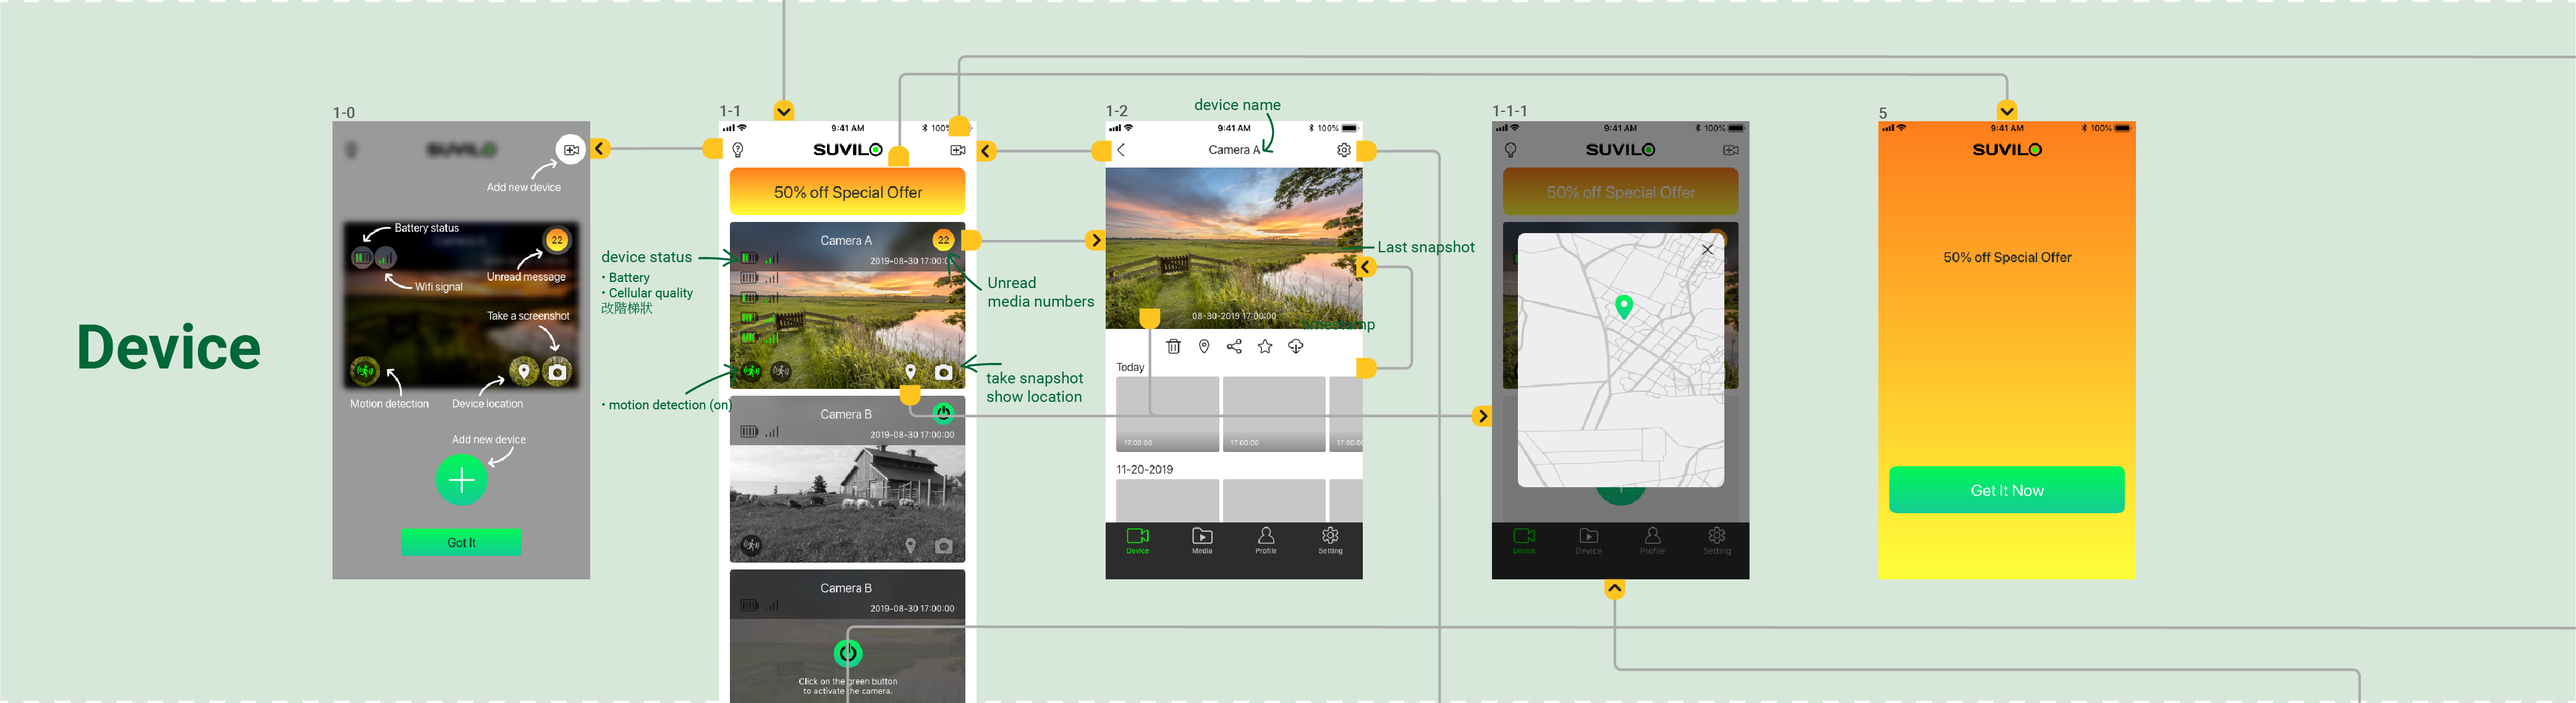 Device
1-0
SUVILO
Add new device
Battery status
22
Unread message
Wifi signal
Take a screenshot
Motion detection
Device location
Add new device
Got It
device status
• Battery
• Cellular quality
改階梯狀
• motion detection (on)
1-1
9:41 AM
100%
SUVILO
50% off Special Offer
Camera A
22
2019-08-30 17:00:00
Unread
media numbers
take snapshot
show location
Camera B
2019-08-30 17:00:00
Camera B
2019-08-30 17:00:00
Click on the green button
to activate the camera.
1-2
device name
9:41 AM
100%
Camera A
Last snapshot
08-30-2019 17:00:00
timestamp
Today
17:00:00
17:00:00
17:00:00
11-20-2019
Device
Media
Profile
Setting
1-1-1
9:41 AM
100%
SUVILO
50% off Special Offer
Device
Device
Profile
Setting
5
9:41 AM
100%
SUVILO
50% off Special Offer
Get It Now